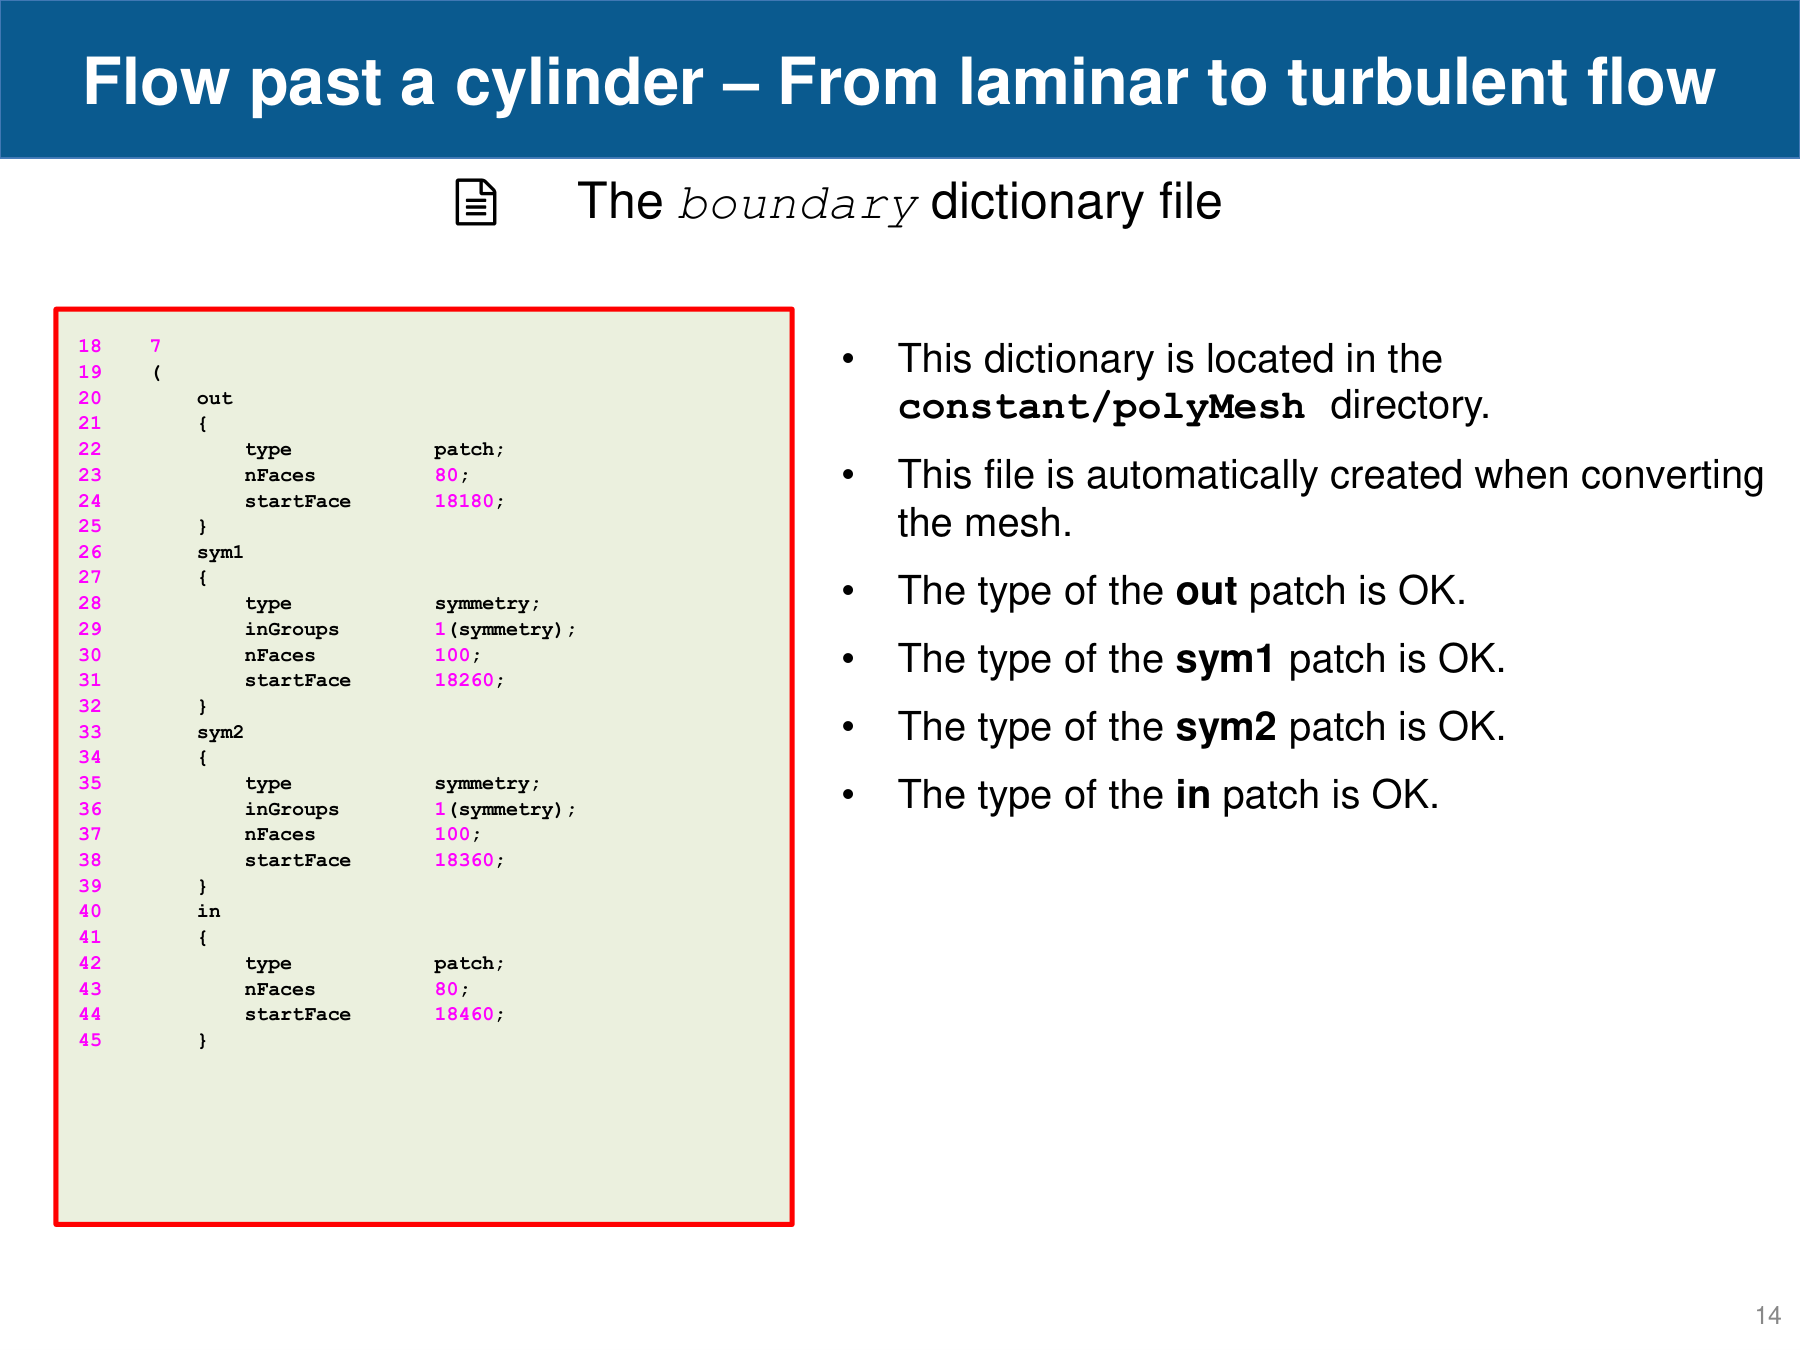 Flow past a cylinder – From laminar to turbulent flow
The boundary dictionary file
18    7
19    (
20        out
21        {
22            type            patch;
23            nFaces          80;
24            startFace       18180;
25        }
26        sym1
27        {
28            type            symmetry;
29            inGroups        1(symmetry);
30            nFaces          100;
31            startFace       18260;
32        }
33        sym2
34        {
35            type            symmetry;
36            inGroups        1(symmetry);
37            nFaces          100;
38            startFace       18360;
39        }
40        in
41        {
42            type            patch;
43            nFaces          80;
44            startFace       18460;
45        }
• This dictionary is located in the
constant/polyMesh directory.
• This file is automatically created when converting
the mesh.
• The type of the out patch is OK.
• The type of the sym1 patch is OK.
• The type of the sym2 patch is OK.
• The type of the in patch is OK.
14